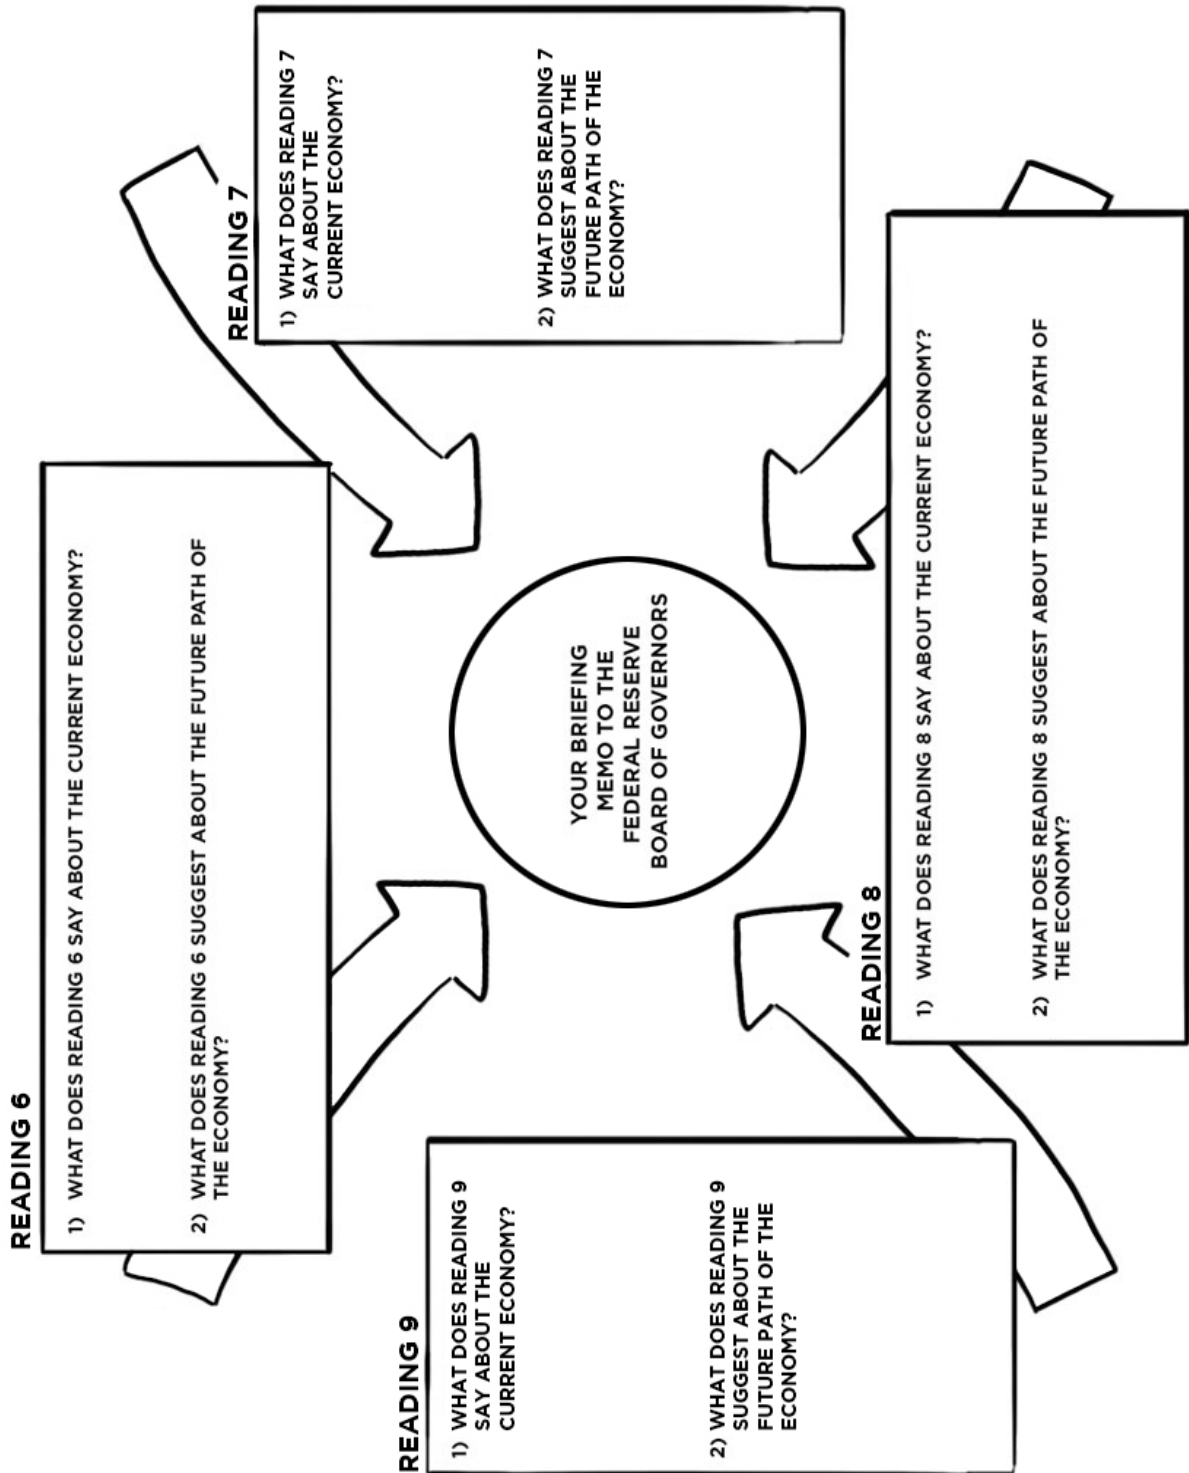 READING 6
1) WHAT DOES READING 6 SAY ABOUT THE CURRENT ECONOMY?
2) WHAT DOES READING 6 SUGGEST ABOUT THE FUTURE PATH OF
THE ECONOMY?
READING 7
1) WHAT DOES READING 7
SAY ABOUT THE
CURRENT ECONOMY?
2) WHAT DOES READING 7
SUGGEST ABOUT THE
FUTURE PATH OF THE
ECONOMY?
YOUR BRIEFING
MEMO TO THE
FEDERAL RESERVE
BOARD OF GOVERNORS
READING 9
1) WHAT DOES READING 9
SAY ABOUT THE
CURRENT ECONOMY?
2) WHAT DOES READING 9
SUGGEST ABOUT THE
FUTURE PATH OF THE
ECONOMY?
READING 8
1) WHAT DOES READING 8 SAY ABOUT THE CURRENT ECONOMY?
2) WHAT DOES READING 8 SUGGEST ABOUT THE FUTURE PATH OF
THE ECONOMY?